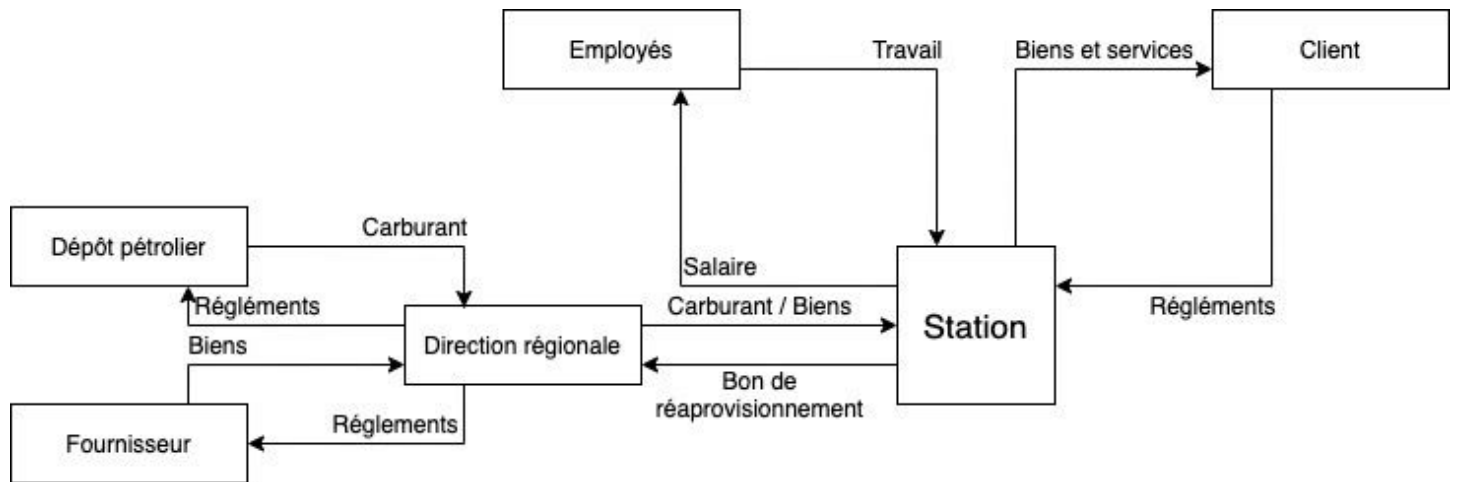 Employés
Travail
Biens et services
Client
Dépôt pétrolier
Carburant
Salaire
Régléments
Carburant / Biens
Régléments
Station
Biens
Direction régionale
Bon de
réaprovisionnement
Fournisseur
Réglements